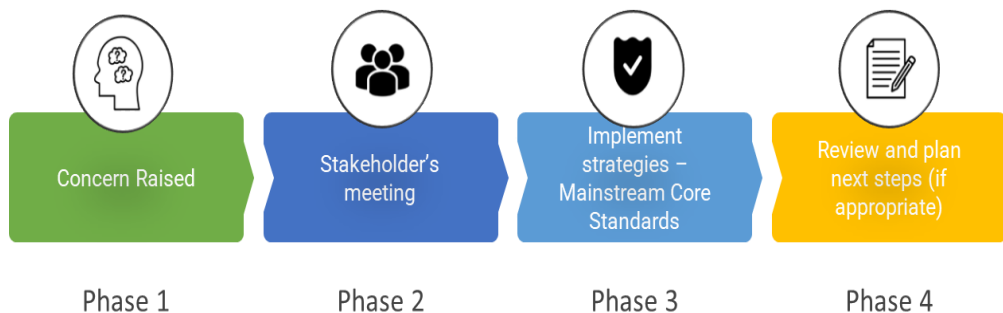 Concern Raised
Stakeholder's
meeting
Implement
strategies –
Mainstream Core
Standards
Review and plan
next steps (if
appropriate)
Phase 1
Phase 2
Phase 3
Phase 4